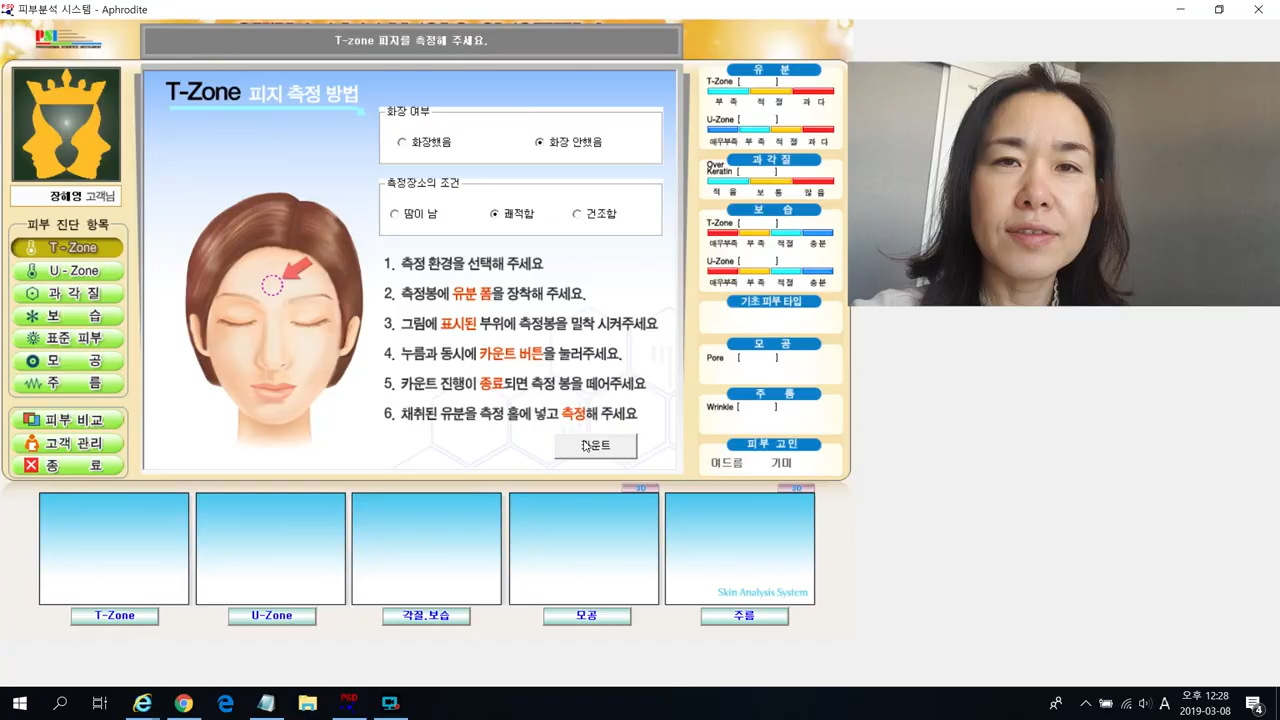 피부분석 시스템 - Aphrodite
PSI
PROFESSIONAL SCIENTIFIC INSTRUMENT
T-zone 피지를 측정해 주세요.
장혜영 고객님
피부 진단 항목
T - Zone
U - Zone
과 각 질
보 습
표준 피부
모 공
주 름
피부 비교
고객 관리
종 료
T-Zone 피지 측정 방법
화장 여부
화장했음
화장 안했음
측정장소의 조건
땀이 남
쾌적함
건조함
1. 측정 환경을 선택해 주세요
2. 측정봉에 유분 폼을 장착해 주세요.
3. 그림에 표시된 부위에 측정봉을 밀착 시켜주세요
4. 누름과 동시에 카운트 버튼을 눌러주세요.
5. 카운트 진행이 종료되면 측정 봉을 떼어주세요
6. 채취된 유분을 측정 홀에 넣고 측정해 주세요
유 분
T-Zone [ ]
부 족 적 절 과 다
U-Zone [ ]
매우부족 부 족 적 절 과 다
과 각 질
Over
Keratin [ ]
적 음 보 통 많 음
보 습
T-Zone [ ]
매우부족 부 족 적절 충분
U-Zone [ ]
매우부족 부 족 적절 충분
기초 피부 타입
모 공
Pore [ ]
주 름
Wrinkle [ ]
피부 고민
여드름 기미
3D
3D
Skin Analysis System
T-Zone
U-Zone
각질,보습
모공
주름
PSD
A
오후 12:28
2019-03-08
4